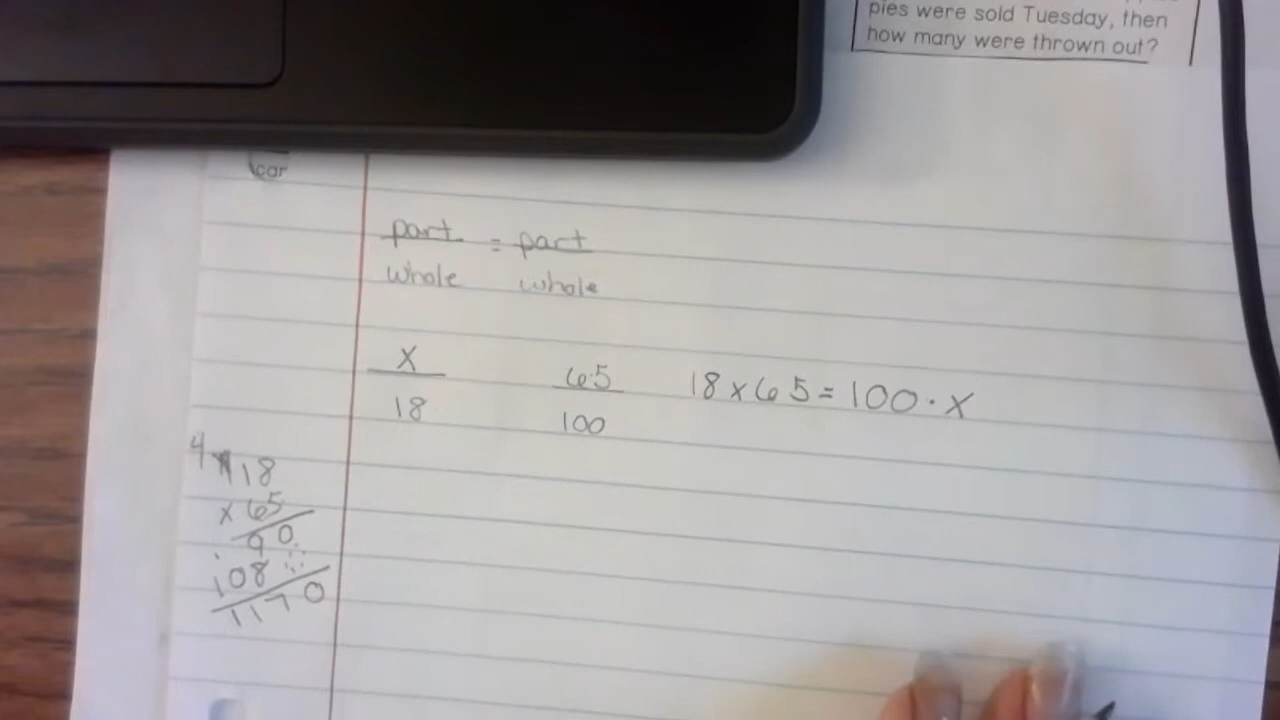 pies were sold Tuesday, then
how many were thrown out?
car
part = part
whole whole
x 65 18 x 65 = 100 · x
18 100
4 18
x 65
90
108
1170